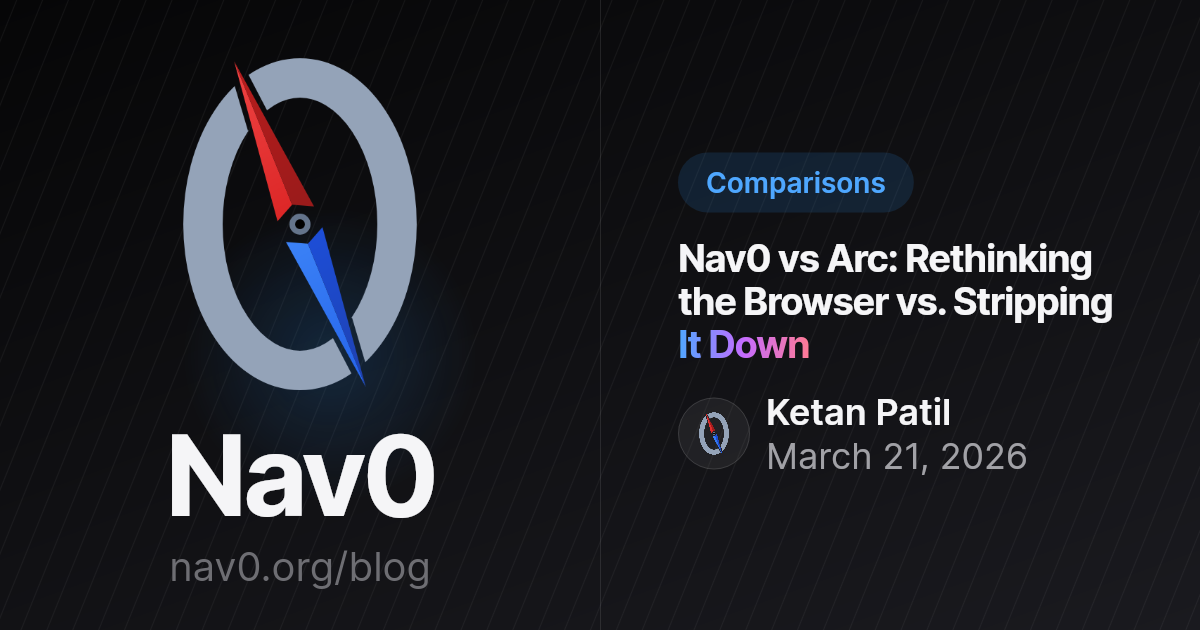 Nav0
nav0.org/blog
Comparisons
Nav0 vs Arc: Rethinking
the Browser vs. Stripping
It Down
Ketan Patil
March 21, 2026